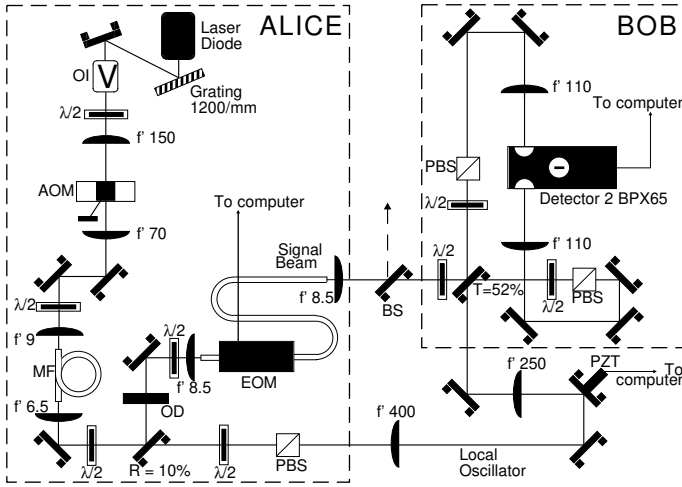 ALICE
Laser
Diode
OI
V
Grating
1200/mm
λ/2
f' 150
AOM
f' 70
To computer
λ/2
Signal
Beam
f' 8.5
f' 9
MF
λ/2
f' 8.5
EOM
OD
f' 6.5
λ/2
R = 10%
λ/2
PBS
BS
BOB
f' 110
To computer
PBS
Detector 2 BPX65
λ/2
f' 110
λ/2
T=52%
λ/2
PBS
f' 250
PZT
To
computer
f' 400
Local
Oscillator